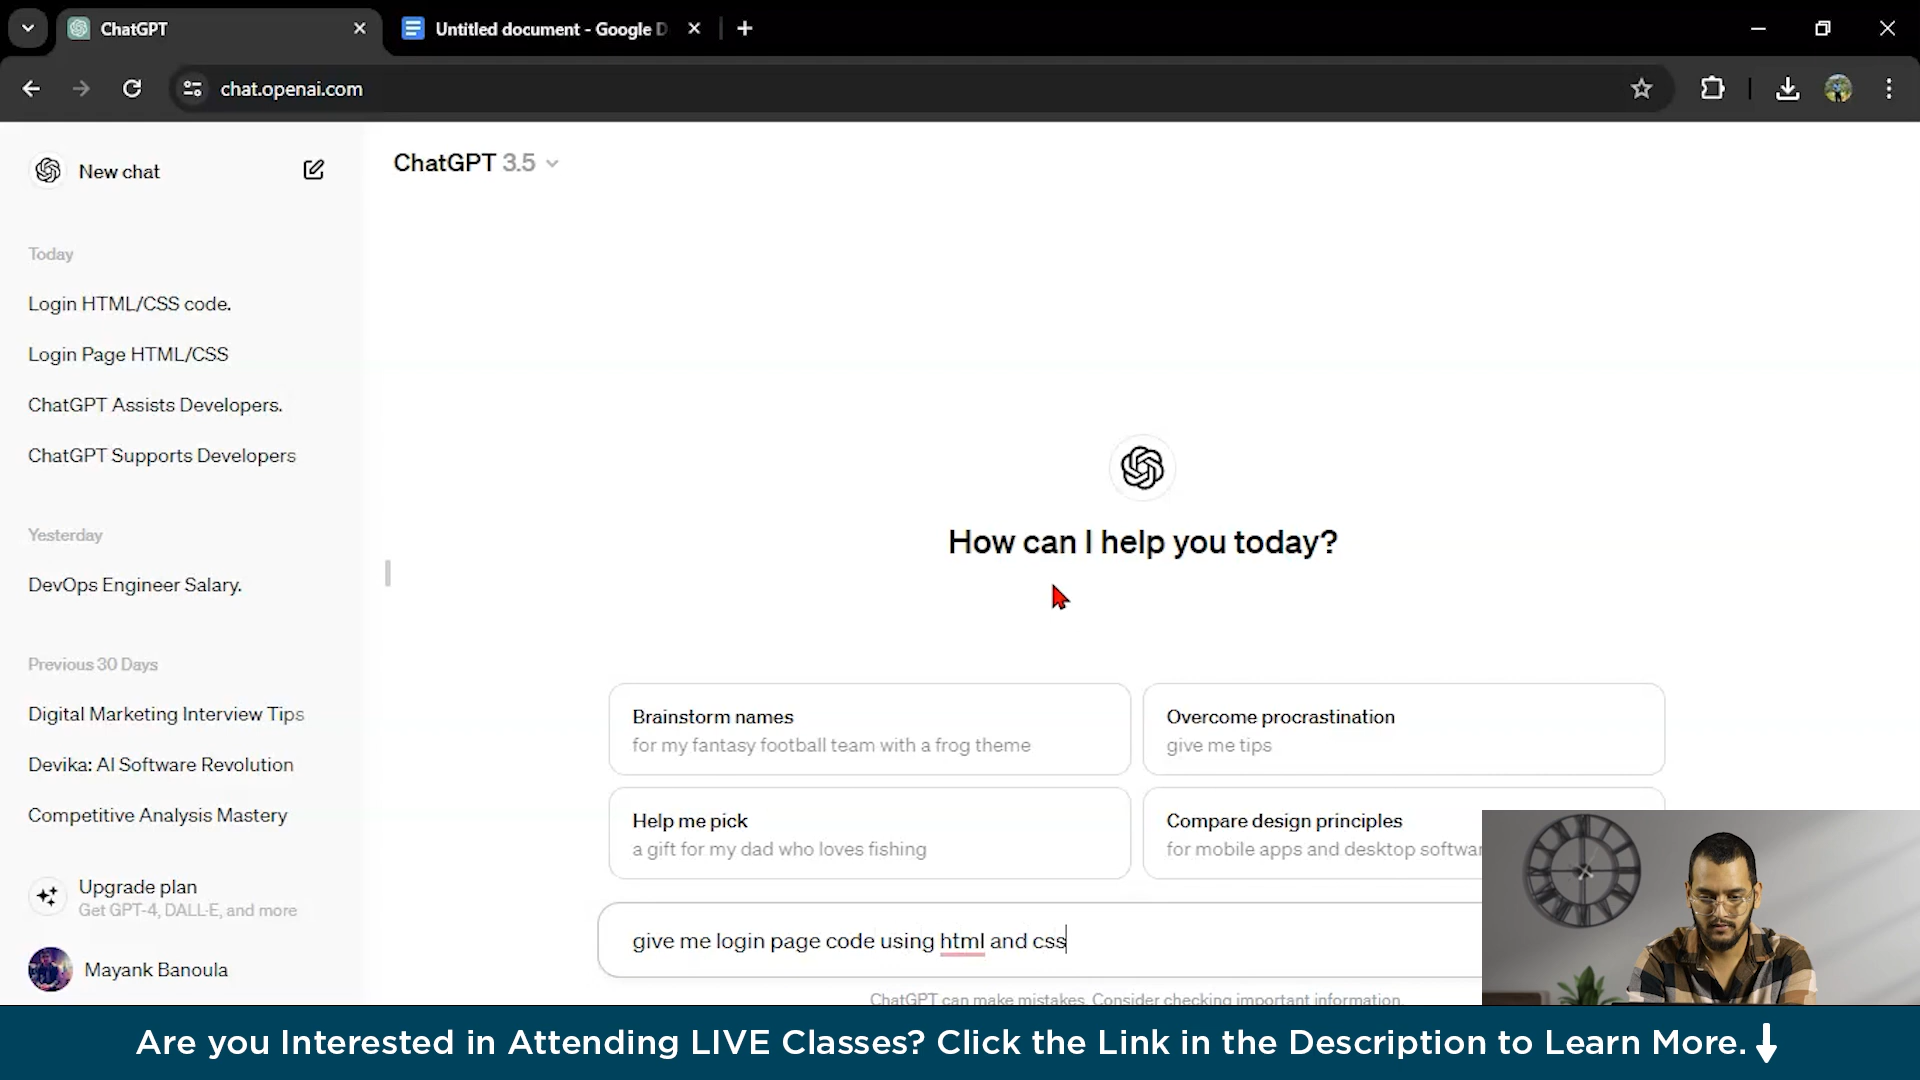 ChatGPT
Untitled document - Google D
chat.openai.com
New chat
ChatGPT 3.5
Today
Login HTML/CSS code.
Login Page HTML/CSS
ChatGPT Assists Developers.
ChatGPT Supports Developers
Yesterday
DevOps Engineer Salary.
Previous 30 Days
Digital Marketing Interview Tips
Devika: AI Software Revolution
Competitive Analysis Mastery
Upgrade plan
Get GPT-4, DALL·E, and more
Mayank Banoula
How can I help you today?
Brainstorm names
for my fantasy football team with a frog theme
Overcome procrastination
give me tips
Help me pick
a gift for my dad who loves fishing
Compare design principles
for mobile apps and desktop softwar
give me login page code using html and css
ChatGPT can make mistakes. Consider checking important information.
Are you Interested in Attending LIVE Classes? Click the Link in the Description to Learn More.